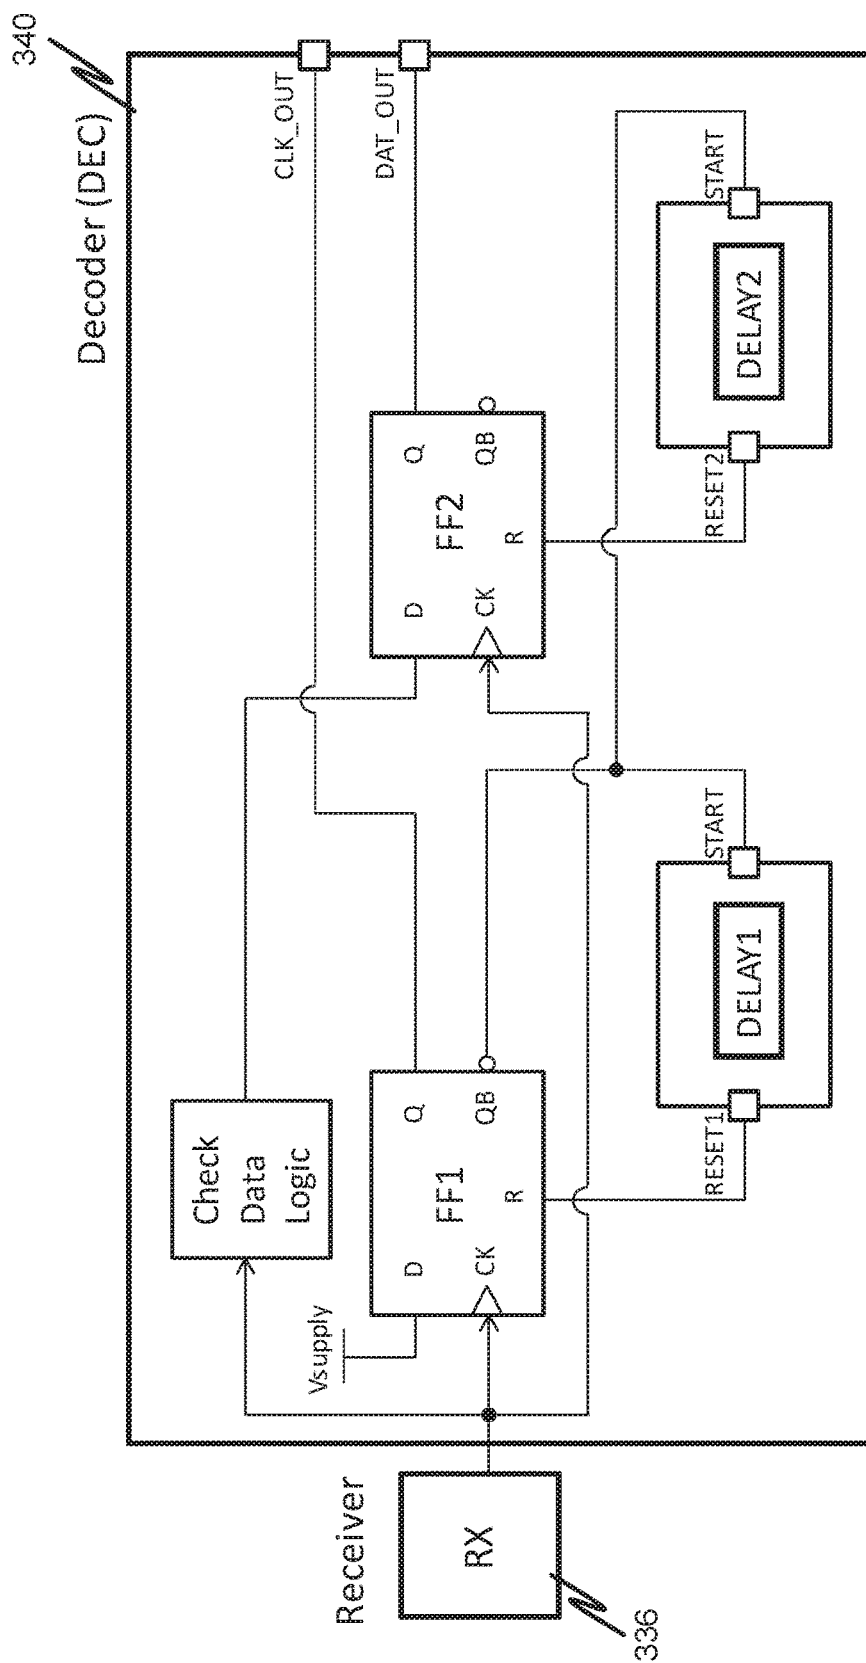 340
Decoder (DEC)
CLK_OUT
DAT_OUT
Check
Data
Logic
Vsupply
D
Q
CK
QB
FF1
R
D
Q
CK
QB
FF2
R
RESET1
START
DELAY1
RESET2
START
DELAY2
Receiver
RX
336